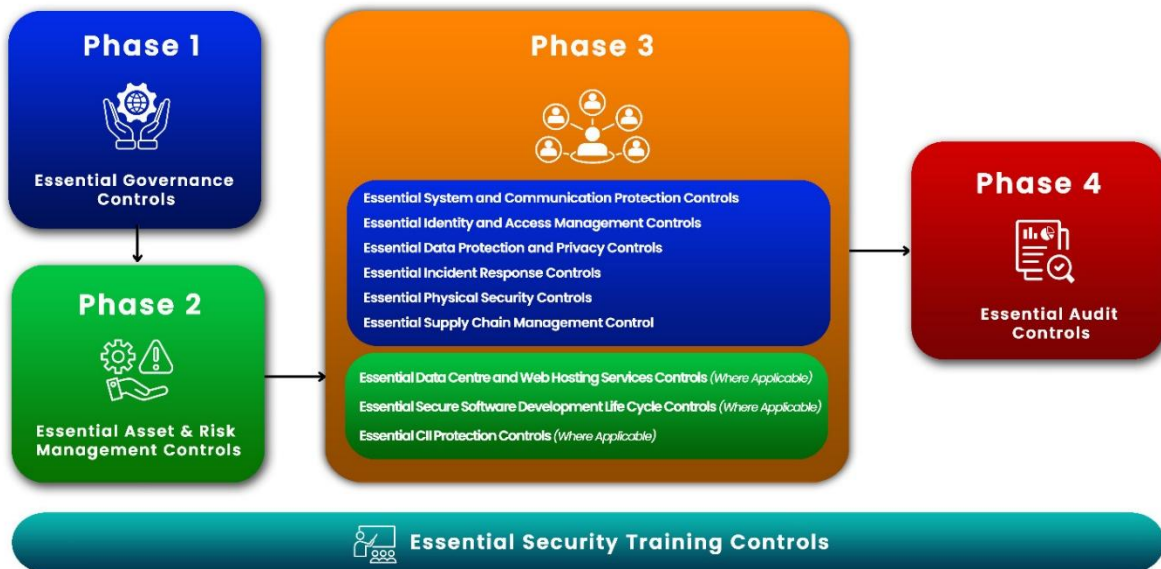 Phase 1
Essential Governance
Controls
Phase 2
Essential Asset & Risk
Management Controls
Phase 3
Essential System and Communication Protection Controls
Essential Identity and Access Management Controls
Essential Data Protection and Privacy Controls
Essential Incident Response Controls
Essential Physical Security Controls
Essential Supply Chain Management Control
Essential Data Centre and Web Hosting Services Controls (Where Applicable)
Essential Secure Software Development Life Cycle Controls (Where Applicable)
Essential CII Protection Controls (Where Applicable)
Phase 4
Essential Audit
Controls
Essential Security Training Controls